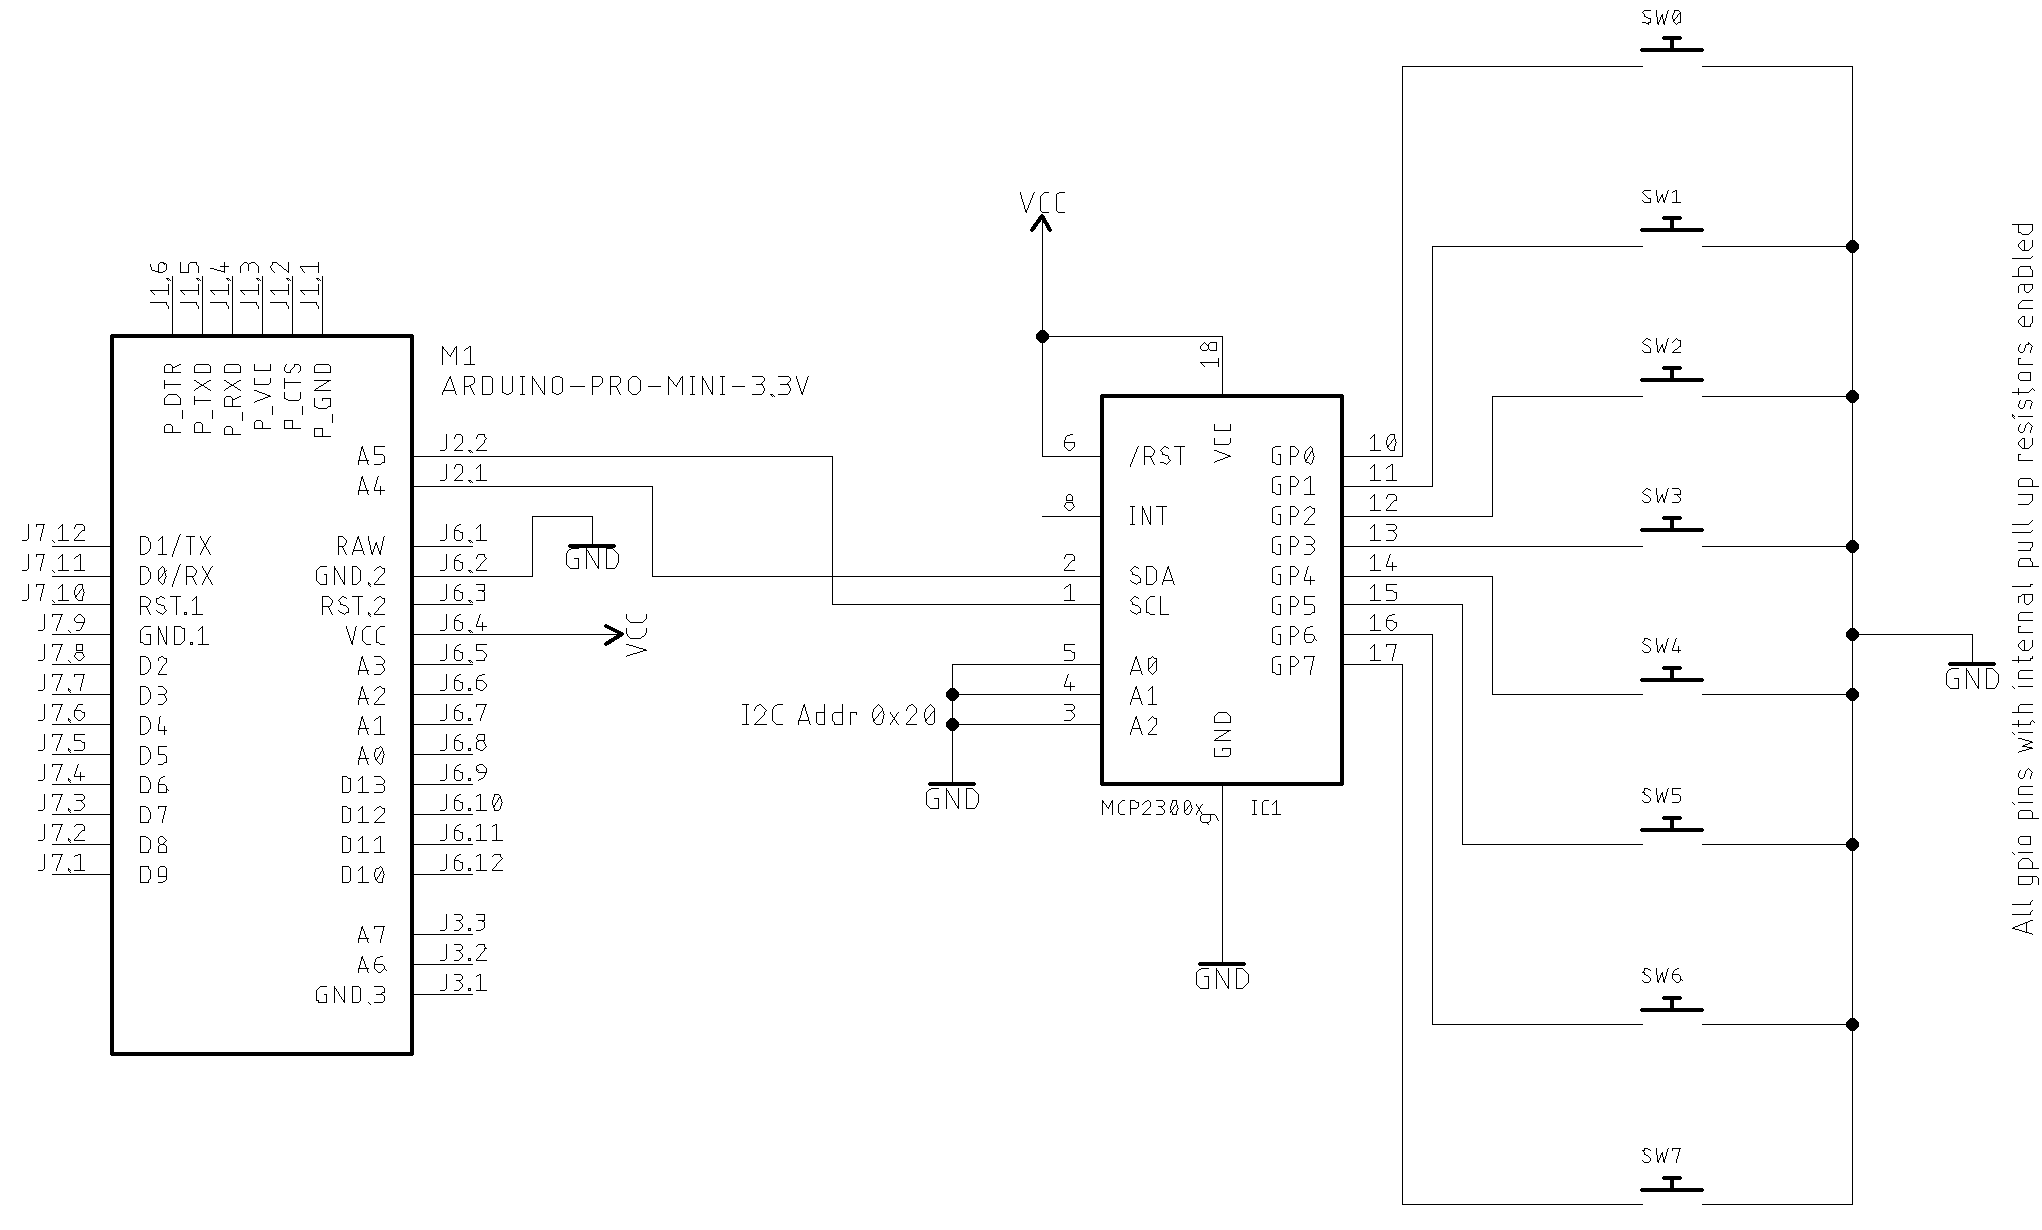 SW0
SW1
VCC
J1.6
J1.5
J1.4
J1.3
J1.2
J1.1
P_DTR
P_TXD
P_RXD
P_VCC
P_CTS
P_GND
M1
ARDUINO-PRO-MINI-3.3V
A5 J2.2
A4 J2.1
J7.12 D1/TX
J7.11 D0/RX
J7.10 RST.1
J7.9 GND.1
J7.8 D2
J7.7 D3
J7.6 D4
J7.5 D5
J7.4 D6
J7.3 D7
J7.2 D8
J7.1 D9
RAW J6.1
GND.2 J6.2
RST.2 J6.3
VCC J6.4
A3 J6.5
A2 J6.6
A1 J6.7
A0 J6.8
D13 J6.9
D12 J6.10
D11 J6.11
D10 J6.12
A7 J3.3
A6 J3.2
GND.3 J3.1
GND
VCC
18
VCC
6 /RST
8 INT
2 SDA
1 SCL
5 A0
4 A1
3 A2
I2C Addr 0x20
GND
GP0 10
GP1 11
GP2 12
GP3 13
GP4 14
GP5 15
GP6 16
GP7 17
GND
MCP2300x
9
IC1
GND
SW2
SW3
SW4
SW5
SW6
SW7
GND
All gpio pins with internal pull up resistors enabled